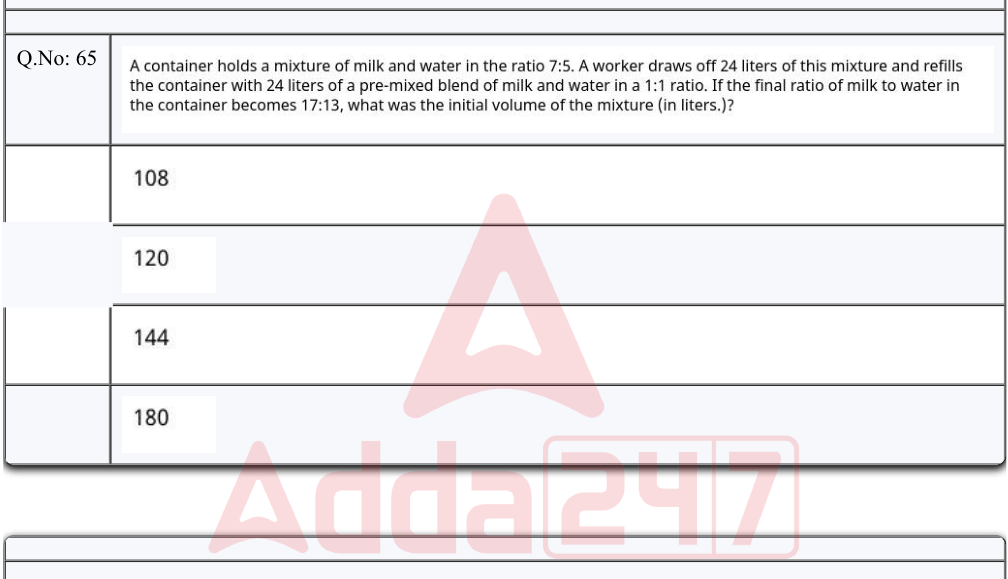 Q.No: 65
A container holds a mixture of milk and water in the ratio 7:5. A worker draws off 24 liters of this mixture and refills
the container with 24 liters of a pre-mixed blend of milk and water in a 1:1 ratio. If the final ratio of milk to water in
the container becomes 17:13, what was the initial volume of the mixture (in liters.)?
108
120
144
180
Adda247